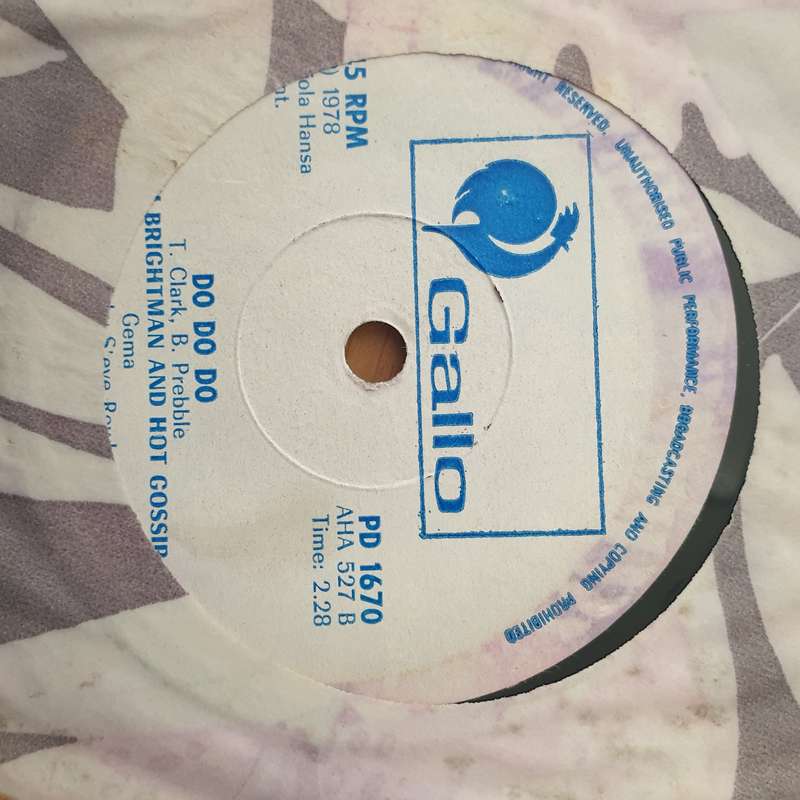 RESERVED. UNAUTHORISED PUBLIC PERFORMANCE, BROADCASTING AND COPYING PROHIBITED
Gallo
5 RPM
) 1978
ola Hansa
nt.
PD 1670
AHA 527 B
Time: 2.28
DO DO DO
T. Clark, B. Prebble
BRIGHTMAN AND HOT GOSSIP
Gema